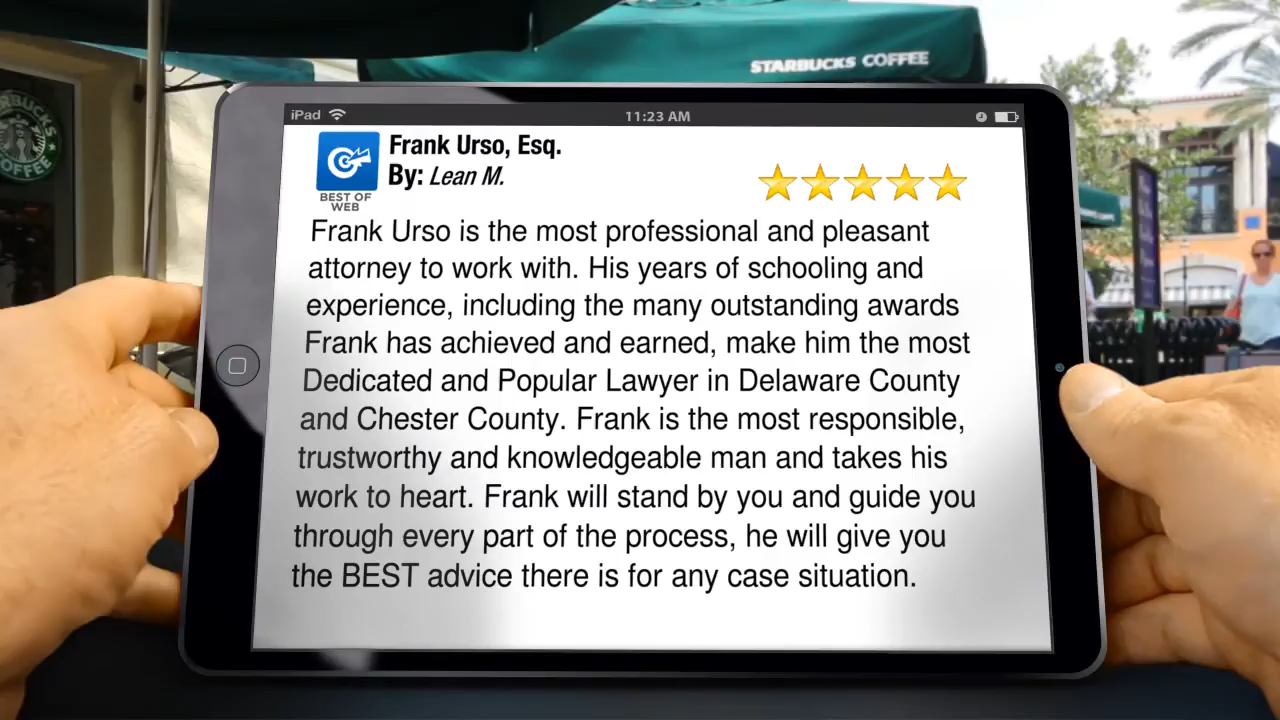 STARBUCKS COFFEE
iPad
11:23 AM
Frank Urso, Esq.
By: Lean M.
BEST OF
WEB
Frank Urso is the most professional and pleasant
attorney to work with. His years of schooling and
experience, including the many outstanding awards
Frank has achieved and earned, make him the most
Dedicated and Popular Lawyer in Delaware County
and Chester County. Frank is the most responsible,
trustworthy and knowledgeable man and takes his
work to heart. Frank will stand by you and guide you
through every part of the process, he will give you
the BEST advice there is for any case situation.